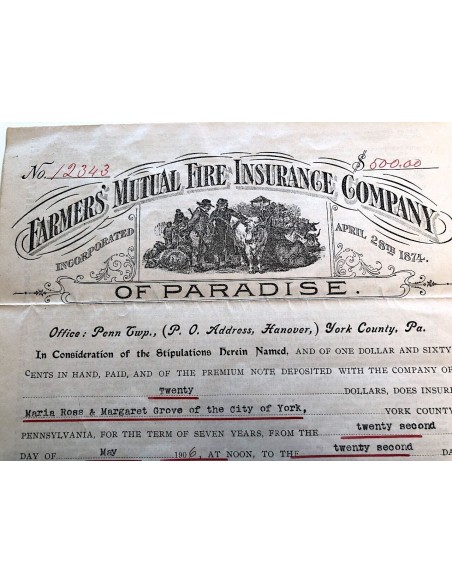 No. 12343 $ 500.00
FARMERS' MUTUAL FIRE INSURANCE COMPANY
INCORPORATED APRIL 28TH 1874.
OF PARADISE.
Office: Penn Twp., (P. O. Address, Hanover,) York County, Pa.
In Consideration of the Stipulations Herein Named, AND OF ONE DOLLAR AND SIXTY
CENTS IN HAND, PAID, AND OF THE PREMIUM NOTE DEPOSITED WITH THE COMPANY OF
Twenty DOLLARS, DOES INSURE
Maria Ross & Margaret Grove of the City of York, YORK COUNTY
PENNSYLVANIA, FOR THE TERM OF SEVEN YEARS, FROM THE twenty second
DAY OF May 1906, AT NOON, TO THE twenty second DA